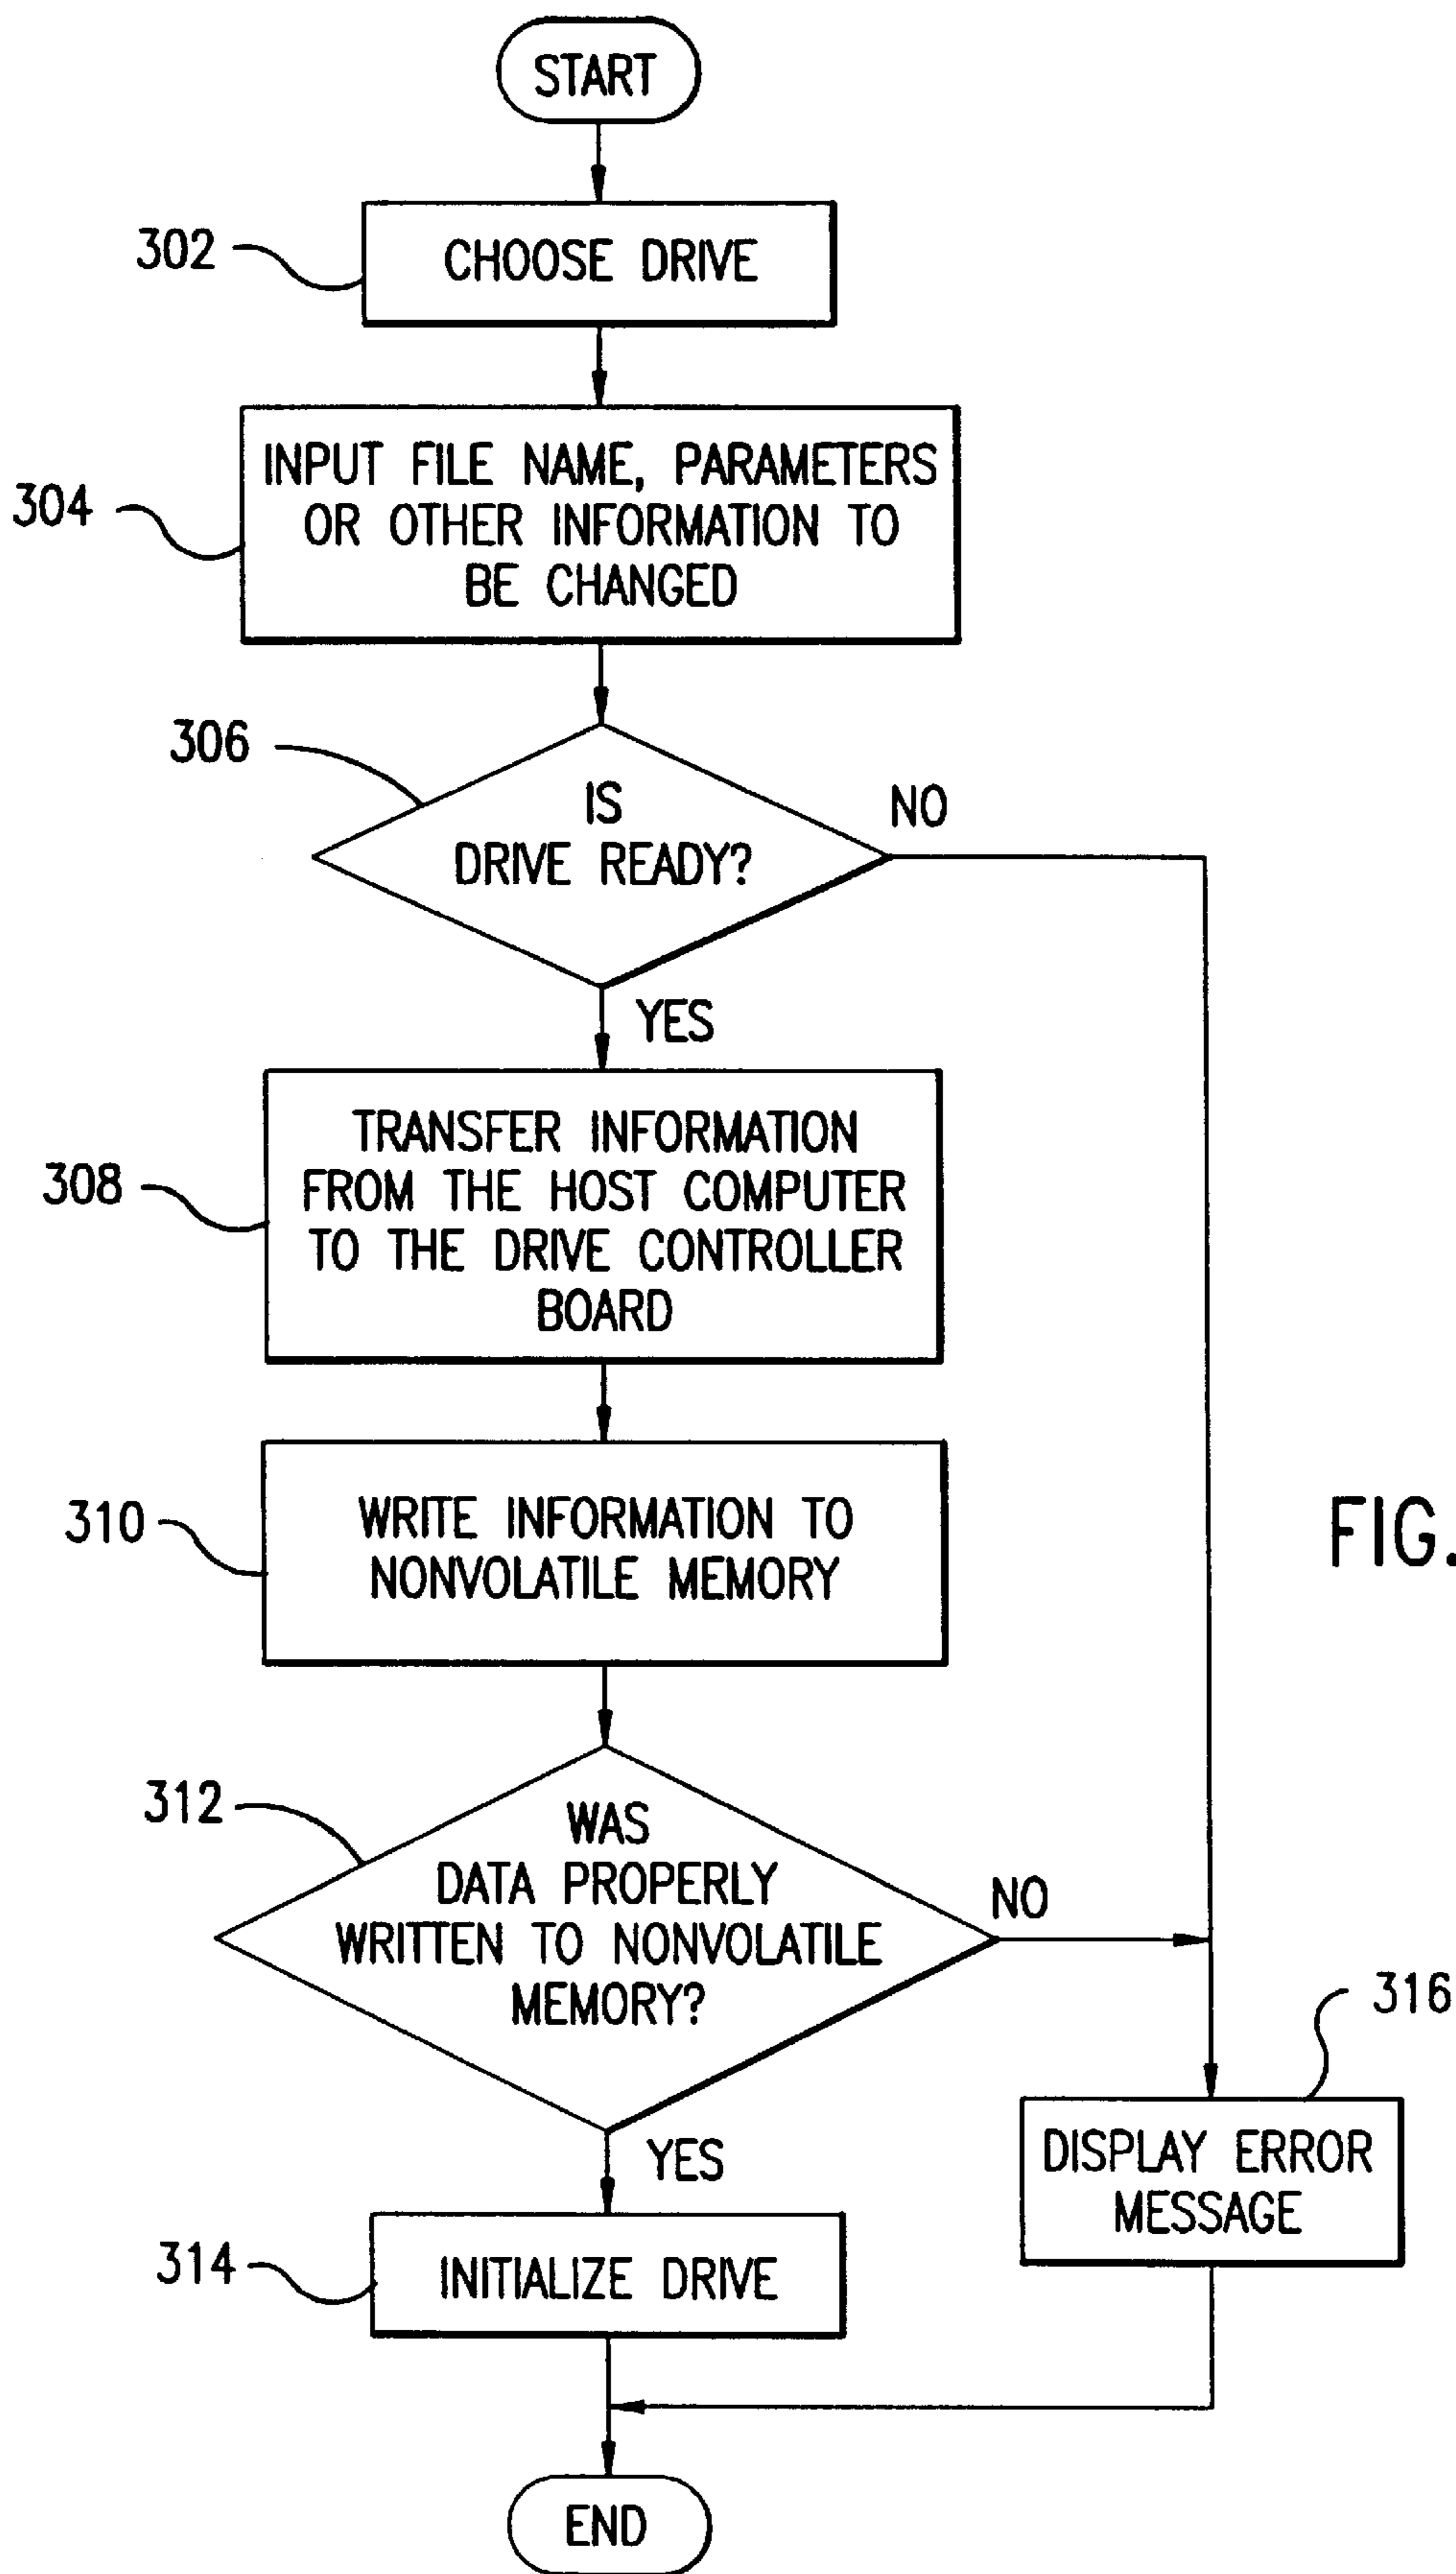 START
302
CHOOSE DRIVE
304
INPUT FILE NAME, PARAMETERS
OR OTHER INFORMATION TO
BE CHANGED
306
IS
DRIVE READY?
NO
YES
308
TRANSFER INFORMATION
FROM THE HOST COMPUTER
TO THE DRIVE CONTROLLER
BOARD
310
WRITE INFORMATION TO
NONVOLATILE MEMORY
FIG.
312
WAS
DATA PROPERLY
WRITTEN TO NONVOLATILE
MEMORY?
NO
YES
316
DISPLAY ERROR
MESSAGE
314
INITIALIZE DRIVE
END